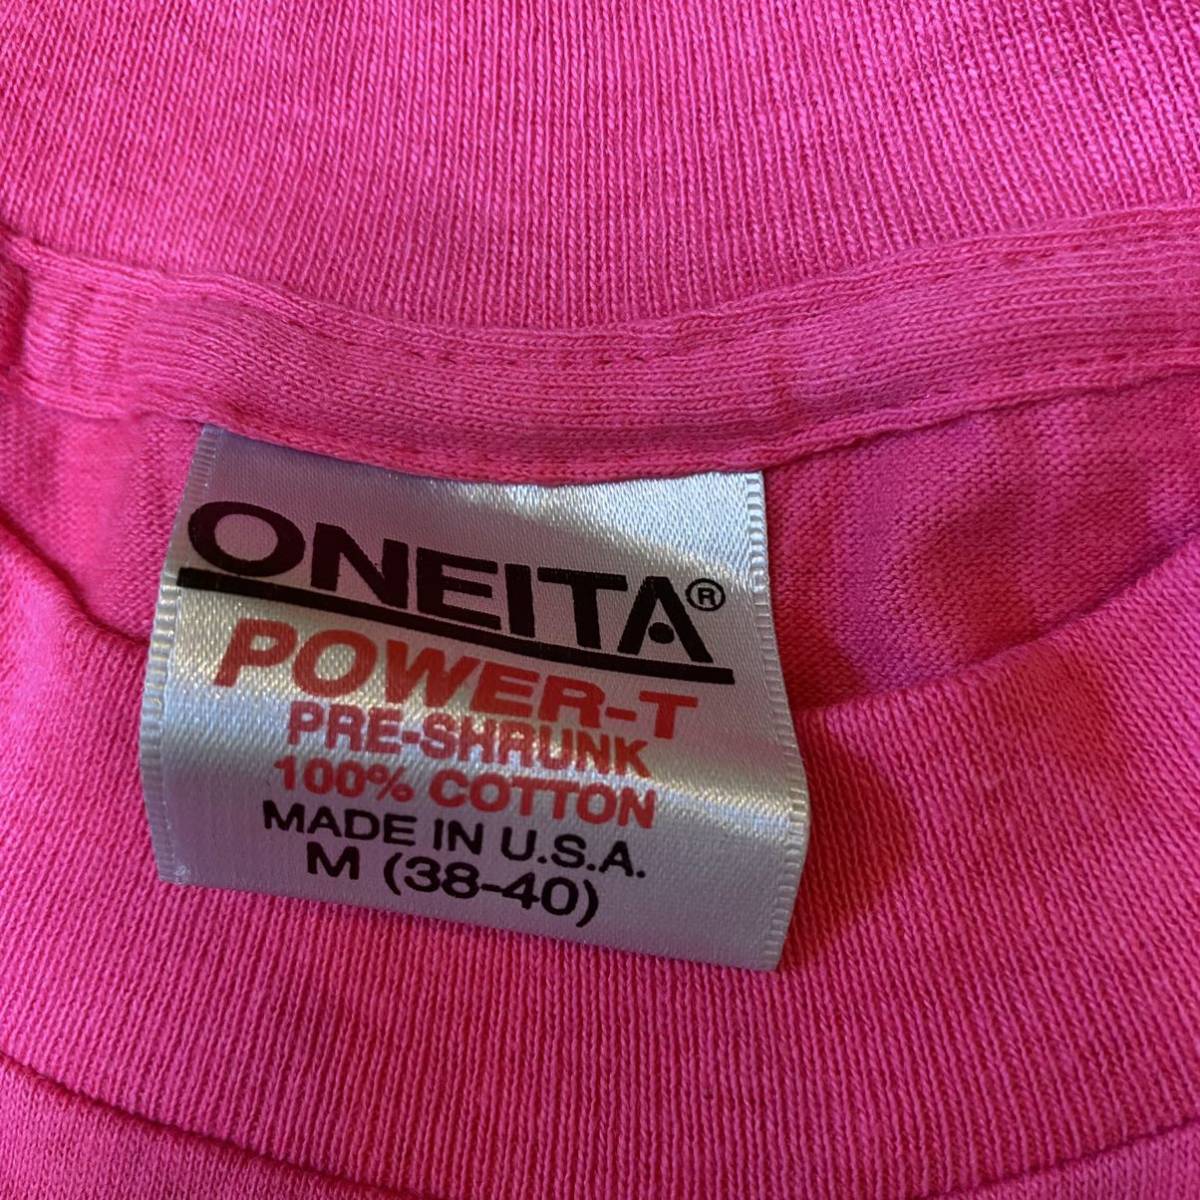 ONEITA®
POWER-T
PRE-SHRUNK
100% COTTON
MADE IN U.S.A.
M (38-40)